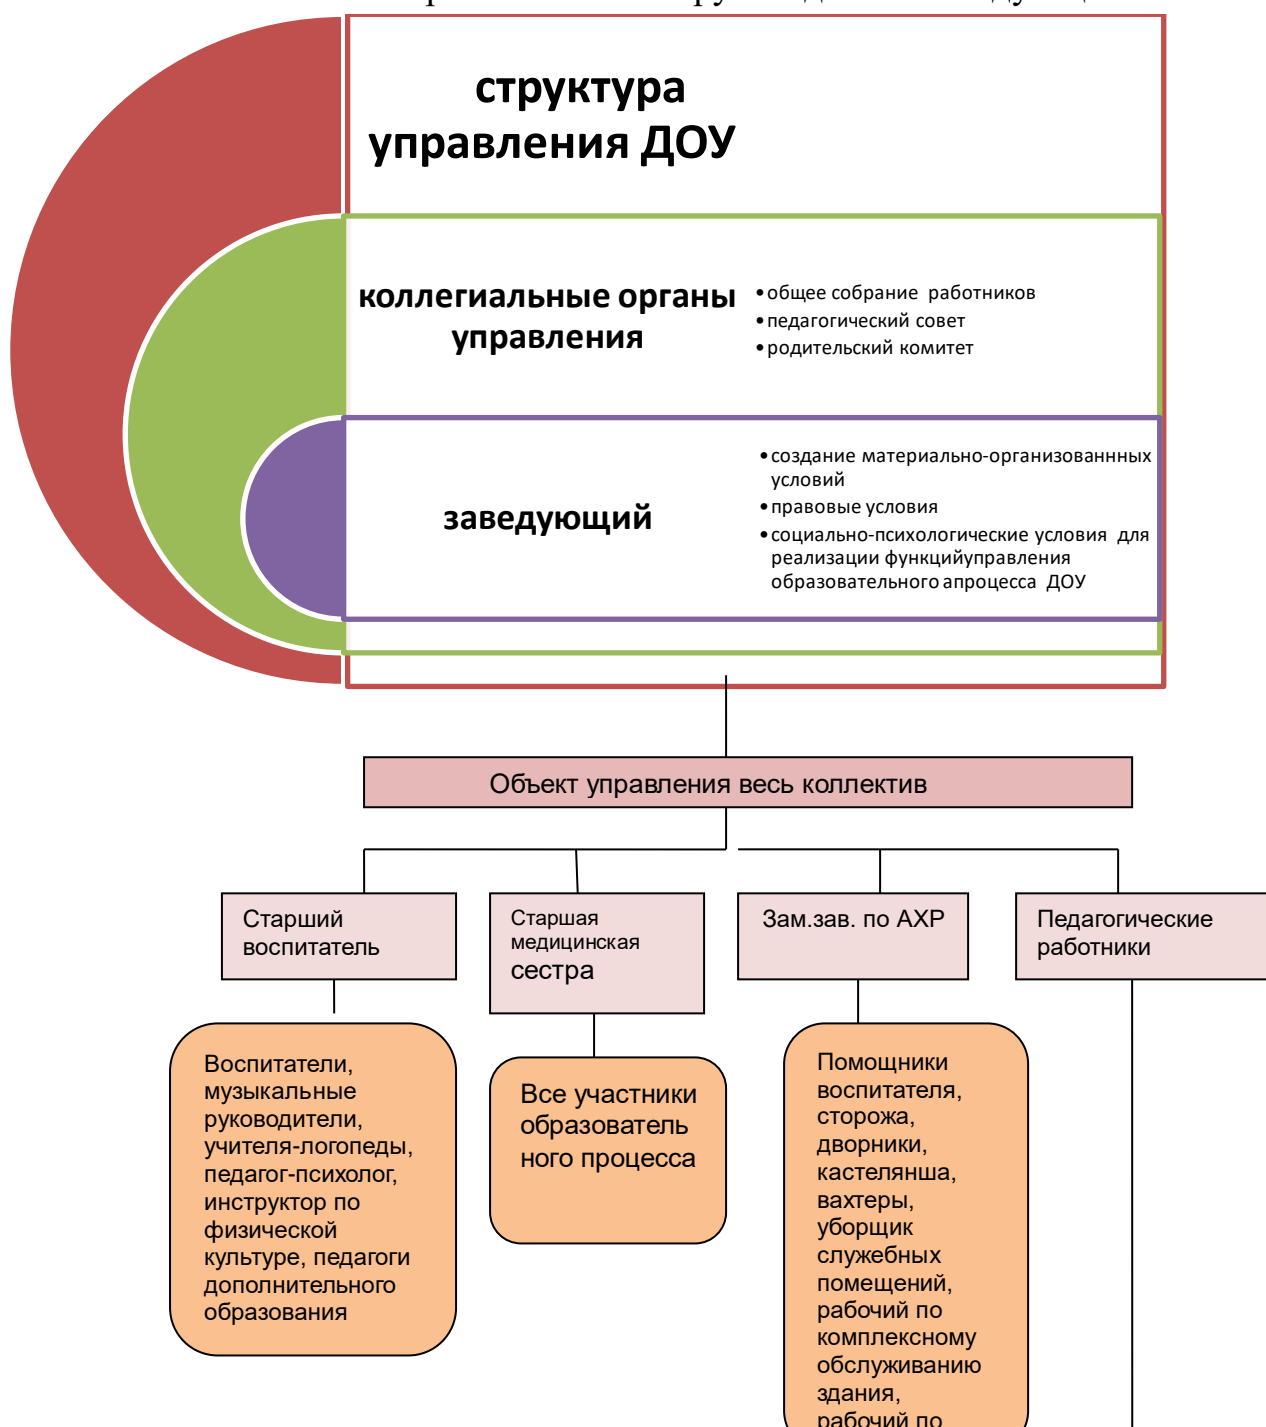 структура
управления ДОУ
коллегиальные органы
управления
•общее собрание работников
•педагогический совет
•родительский комитет
заведующий
•создание материально-организованнных
условий
•правовые условия
•социально-психологические условия для
реализации функцийуправления
образовательного апроцесса ДОУ
Объект управления весь коллектив
Старший
воспитатель
Старшая
медицинская
сестра
Зам.зав. по АХР
Педагогические
работники
Воспитатели,
музыкальные
руководители,
учителя-логопеды,
педагог-психолог,
инструктор по
физической
культуре, педагоги
дополнительного
образования
Все участники
образователь
ного процесса
Помощники
воспитателя,
сторожа,
дворники,
кастелянша,
вахтеры,
уборщик
служебных
помещений,
рабочий по
комплексному
обслуживанию
здания,
рабочий по